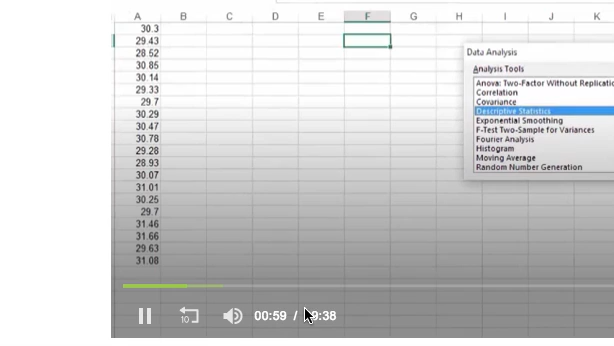 A B C D E F G H I J K
30.3
29.43
28.52
30.85
30.14
29.33
29.7
30.29
30.47
30.78
29.28
28.93
30.07
31.01
30.25
29.7
31.46
31.66
29.63
31.08
Data Analysis
Analysis Tools
Anova: Two-Factor Without Replicatio
Correlation
Covariance
Descriptive Statistics
Exponential Smoothing
F-Test Two-Sample for Variances
Fourier Analysis
Histogram
Moving Average
Random Number Generation
10
00:59 / 9:38